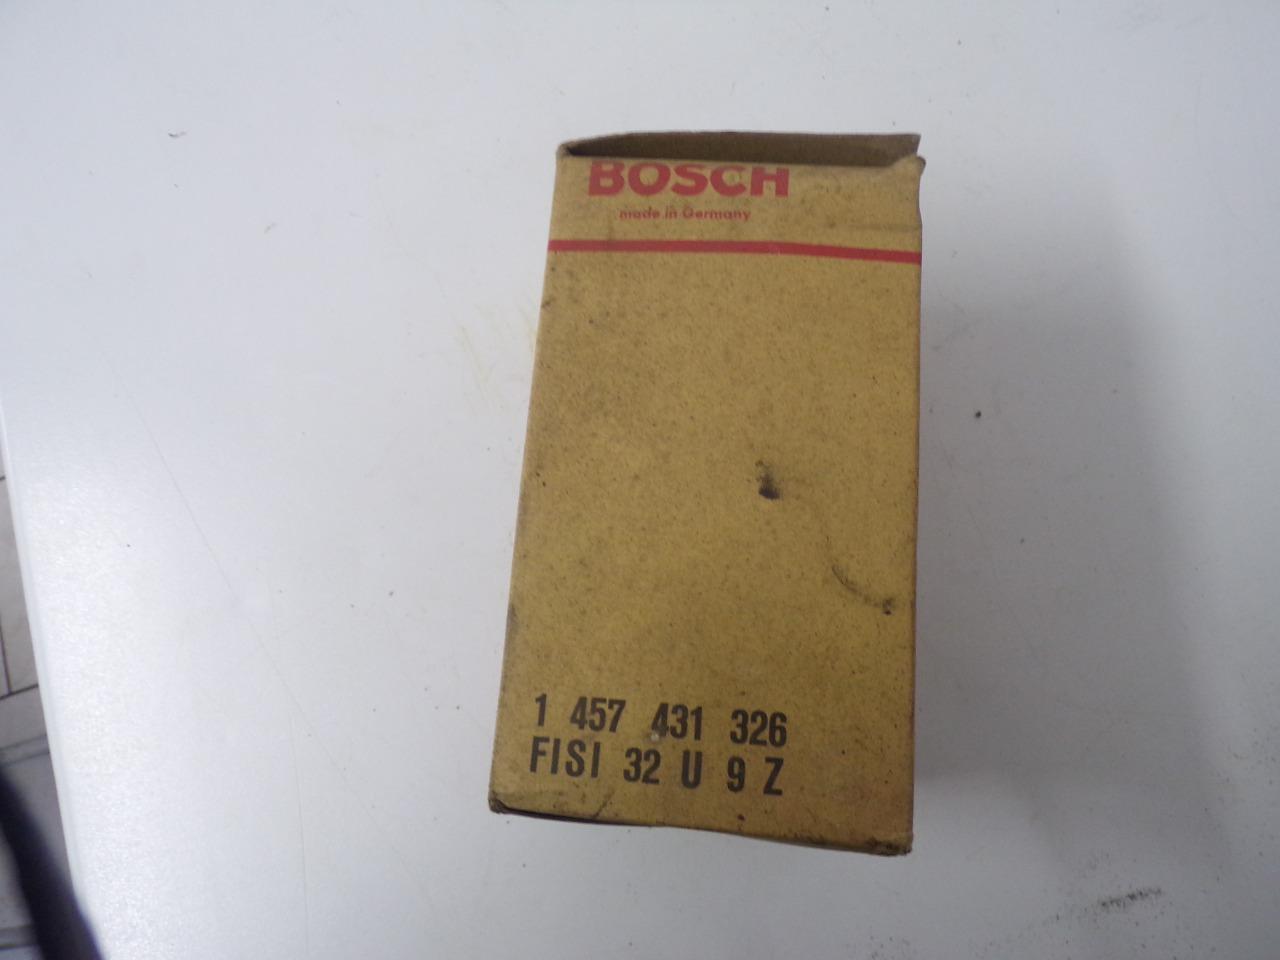 BOSCH
made in Germany
1 457 431 326
FISI 32 U 9 Z